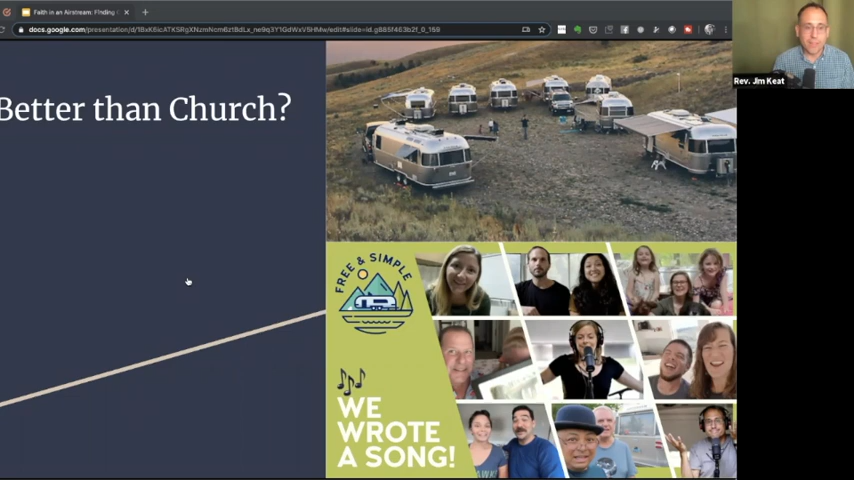 Faith in an Airstream: Finding
docs.google.com/presentation/d/1BxK6icATKSRgXNzmNcm6ztBdLx_ne9q3Y1GdWxV5HMw/edit#slide=id.g885f463b2f_0_159
Rev. Jim Keat
Better than Church?
FREE & SIMPLE
WE
WROTE
A SONG!